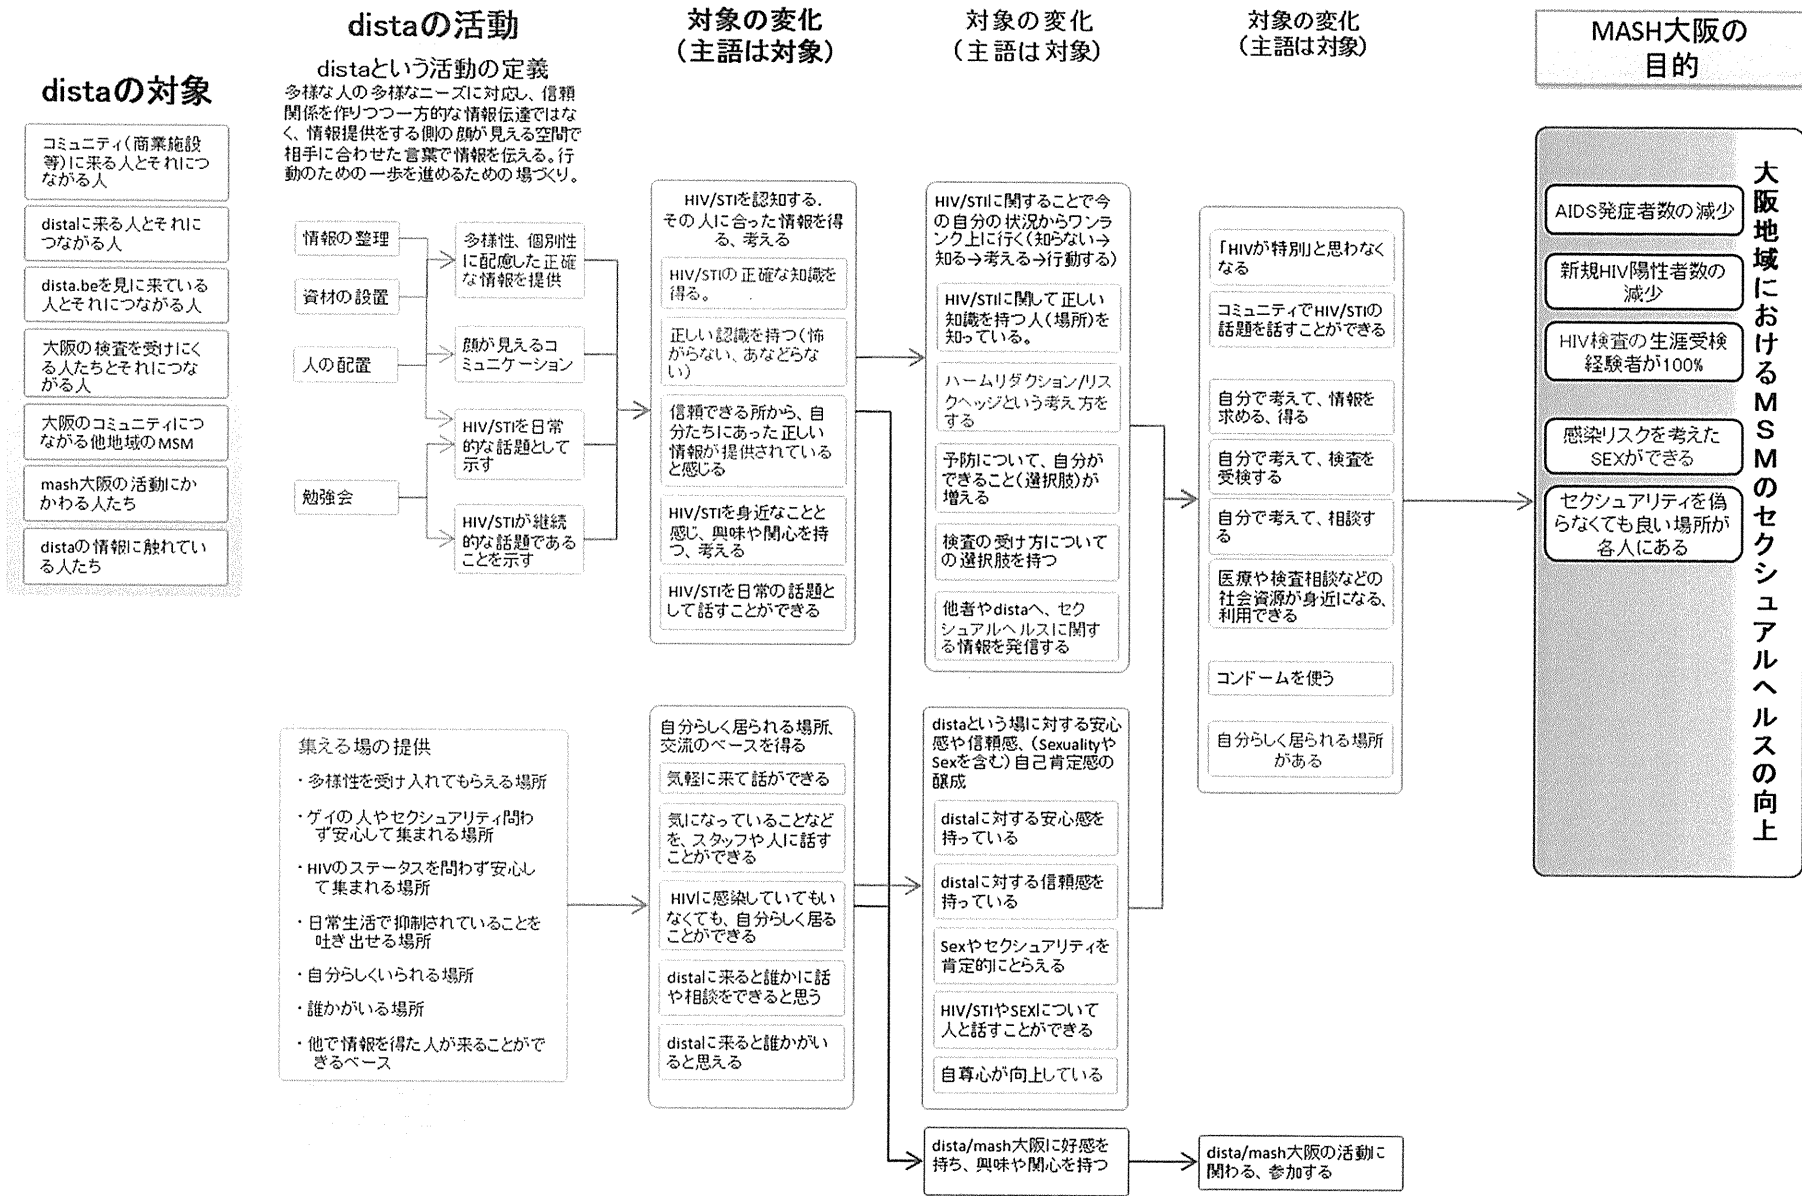 distaの対象
コミュニティ(商業施設
等)に来る人とそれにつ
ながる人
distaに来る人とそれに
つながる人
dista.beを見に来ている
人とそれにつながる人
大阪の検査を受けにく
る人たちとそれにつな
がる人
大阪のコミュニティにつ
ながる他地域のMSM
mash大阪の活動にか
かわる人たち
distaの情報に触れてい
る人たち
distaの活動
distaという活動の定義
多様な人の多様なニーズに対応し、信頼
関係を作りつつ一方的な情報伝達ではな
く、情報提供をする側の顔が見える空間で
相手に合わせた言葉で情報を伝える。行
動のための一歩を進めるための場づくり。
情報の整理
資材の設置
人の配置
勉強会
多様性、個別性
に配慮した正確
な情報を提供
顔が見えるコ
ミュニケーション
HIV/STIを日常
的な話題として
示す
HIV/STIが継続
的な話題である
ことを示す
集える場の提供
・多様性を受け入れてもらえる場所
・ゲイの人やセクシュアリティ問わ
ず安心して集まれる場所
・HIVのステータスを問わず安心し
て集まれる場所
・日常生活で抑制されていることを
吐き出せる場所
・自分らしくいられる場所
・誰かがいる場所
・他で情報を得た人が来ることがで
きるベース
対象の変化
(主語は対象)
HIV/STIを認知する.
その人に合った情報を得
る、考える
HIV/STIの正確な知識を
得る。
正しい認識を持つ(怖
がらない、あなどらな
い)
信頼できる所から、自
分たちにあった正しい
情報が提供されている
と感じる
HIV/STIを身近なことと
感じ、興味や関心を持
つ、考える
HIV/STIを日常の話題と
して話すことができる
自分らしく居られる場所、
交流のベースを得る
気軽に来て話ができる
気になっていることなど
を、スタッフや人に話す
ことができる
HIVに感染していてもい
なくても、自分らしく居る
ことができる
distaに来ると誰かに話
や相談をできると思う
distaに来ると誰かがい
ると思える
対象の変化
(主語は対象)
HIV/STIに関することで今
の自分の状況からワンラ
ンク上に行く(知らない→
知る→考える→行動する)
HIV/STIに関して正しい
知識を持つ人(場所)を
知っている。
ハームリダクション/リス
クヘッジという考え方を
する
予防について、自分が
できること(選択肢)が
増える
検査の受け方について
の選択肢を持つ
他者やdistaへ、セク
シュアルヘルスに関す
る情報を発信する
distaという場に対する安心
感や信頼感、(Sexualityや
Sexを含む)自己肯定感の
醸成
distaに対する安心感を
持っている
distaに対する信頼感を
持っている
Sexやセクシュアリティを
肯定的にとらえる
HIV/STIやSEXについて
人と話すことができる
自尊心が向上している
dista/mash大阪に好感を
持ち、興味や関心を持つ
対象の変化
(主語は対象)
「HIVが特別」と思わなく
なる
コミュニティでHIV/STIの
話題を話すことができる
自分で考えて、情報を
求める、得る
自分で考えて、検査を
受検する
自分で考えて、相談す
る
医療や検査相談などの
社会資源が身近になる、
利用できる
コンドームを使う
自分らしく居られる場所
がある
dista/mash大阪の活動に
関わる、参加する
MASH大阪の
目的
AIDS発症者数の減少
新規HIV陽性者数の
減少
HIV検査の生涯受検
経験者が100%
感染リスクを考えた
SEXができる
セクシュアリティを偽
らなくても良い場所が
各人にある
大阪地域におけるMSMのセクシュアルヘルスの向上